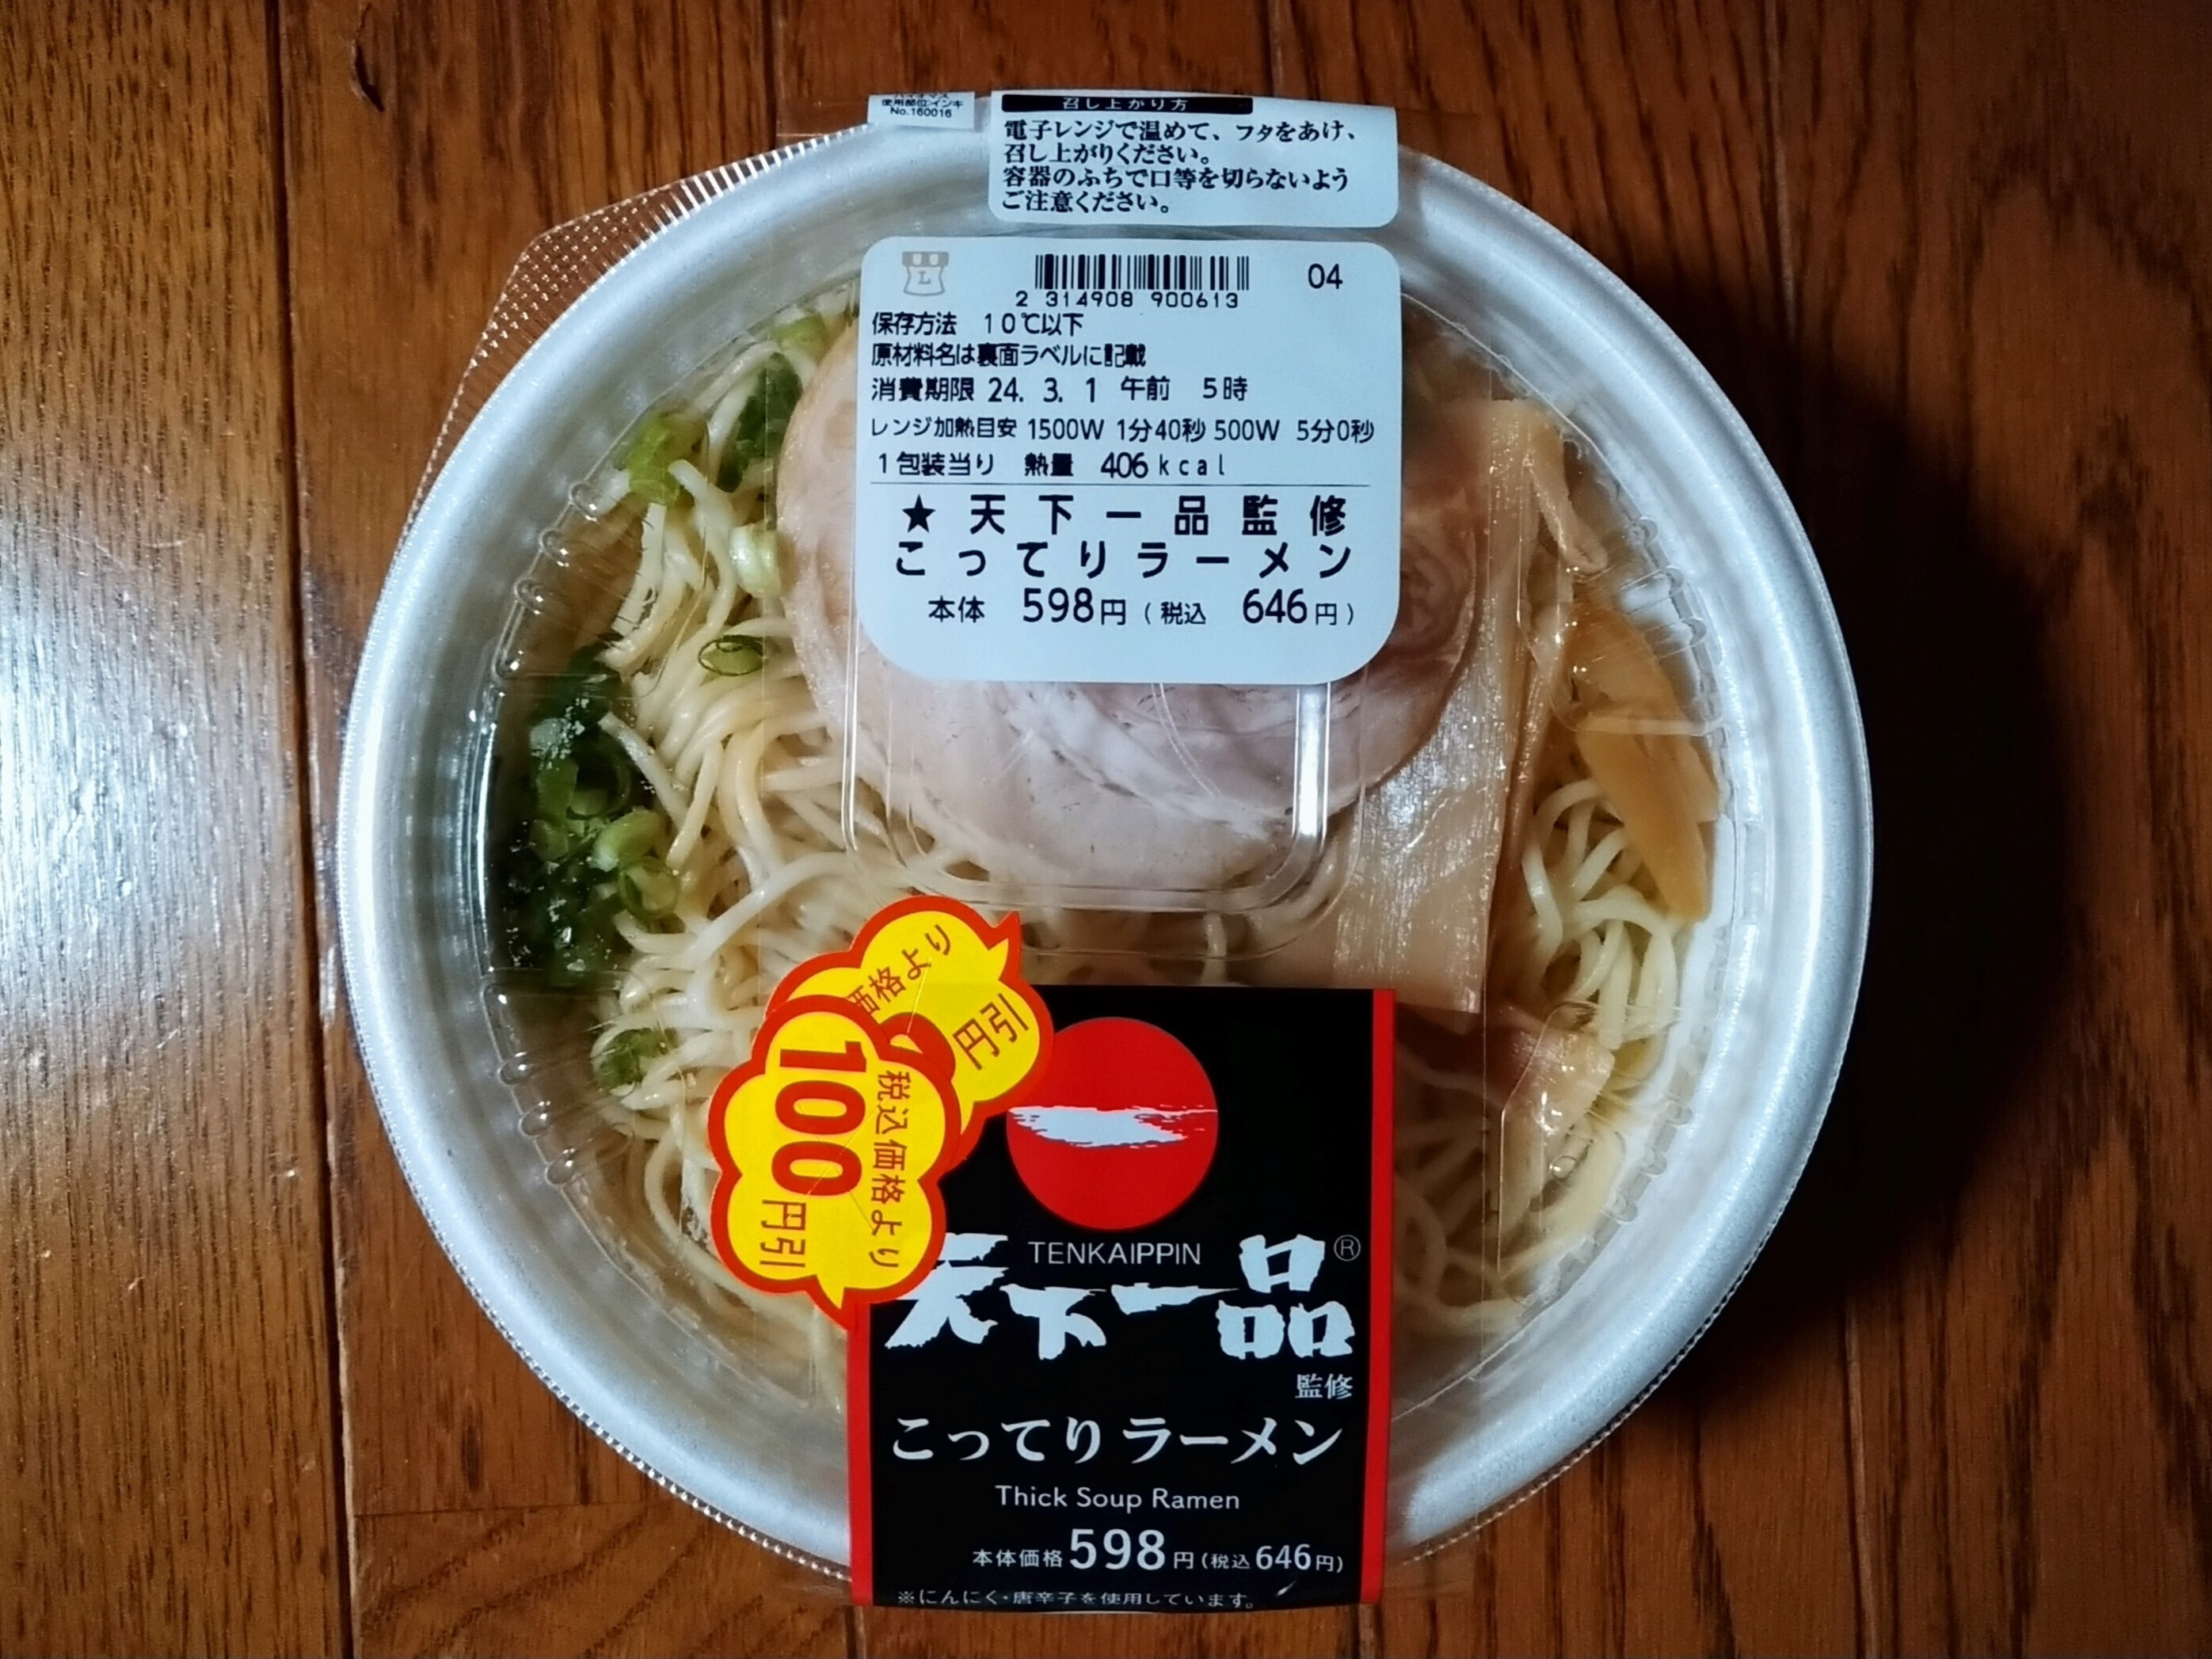 使用部位:インキ
No.160016
召し上がり方
電子レンジで温めて、フタをあけ、
召し上がりください。
容器のふちで口等を切らないよう
ご注意ください。
L
04
2 314908 900613
保存方法 10℃以下
原材料名は裏面ラベルに記載
消費期限 24. 3. 1 午前 5時
レンジ加熱目安 1500W 1分40秒 500W 5分0秒
1包装当り 熱量 406kcal
★天下一品監修
こってりラーメン
本体 598円(税込 646円)
価格より
円引
税込価格より
100
円引
TENKAIPPIN
天下一品®
監修
こってりラーメン
Thick Soup Ramen
本体価格598円(税込646円)
※にんにく・唐辛子を使用しています。